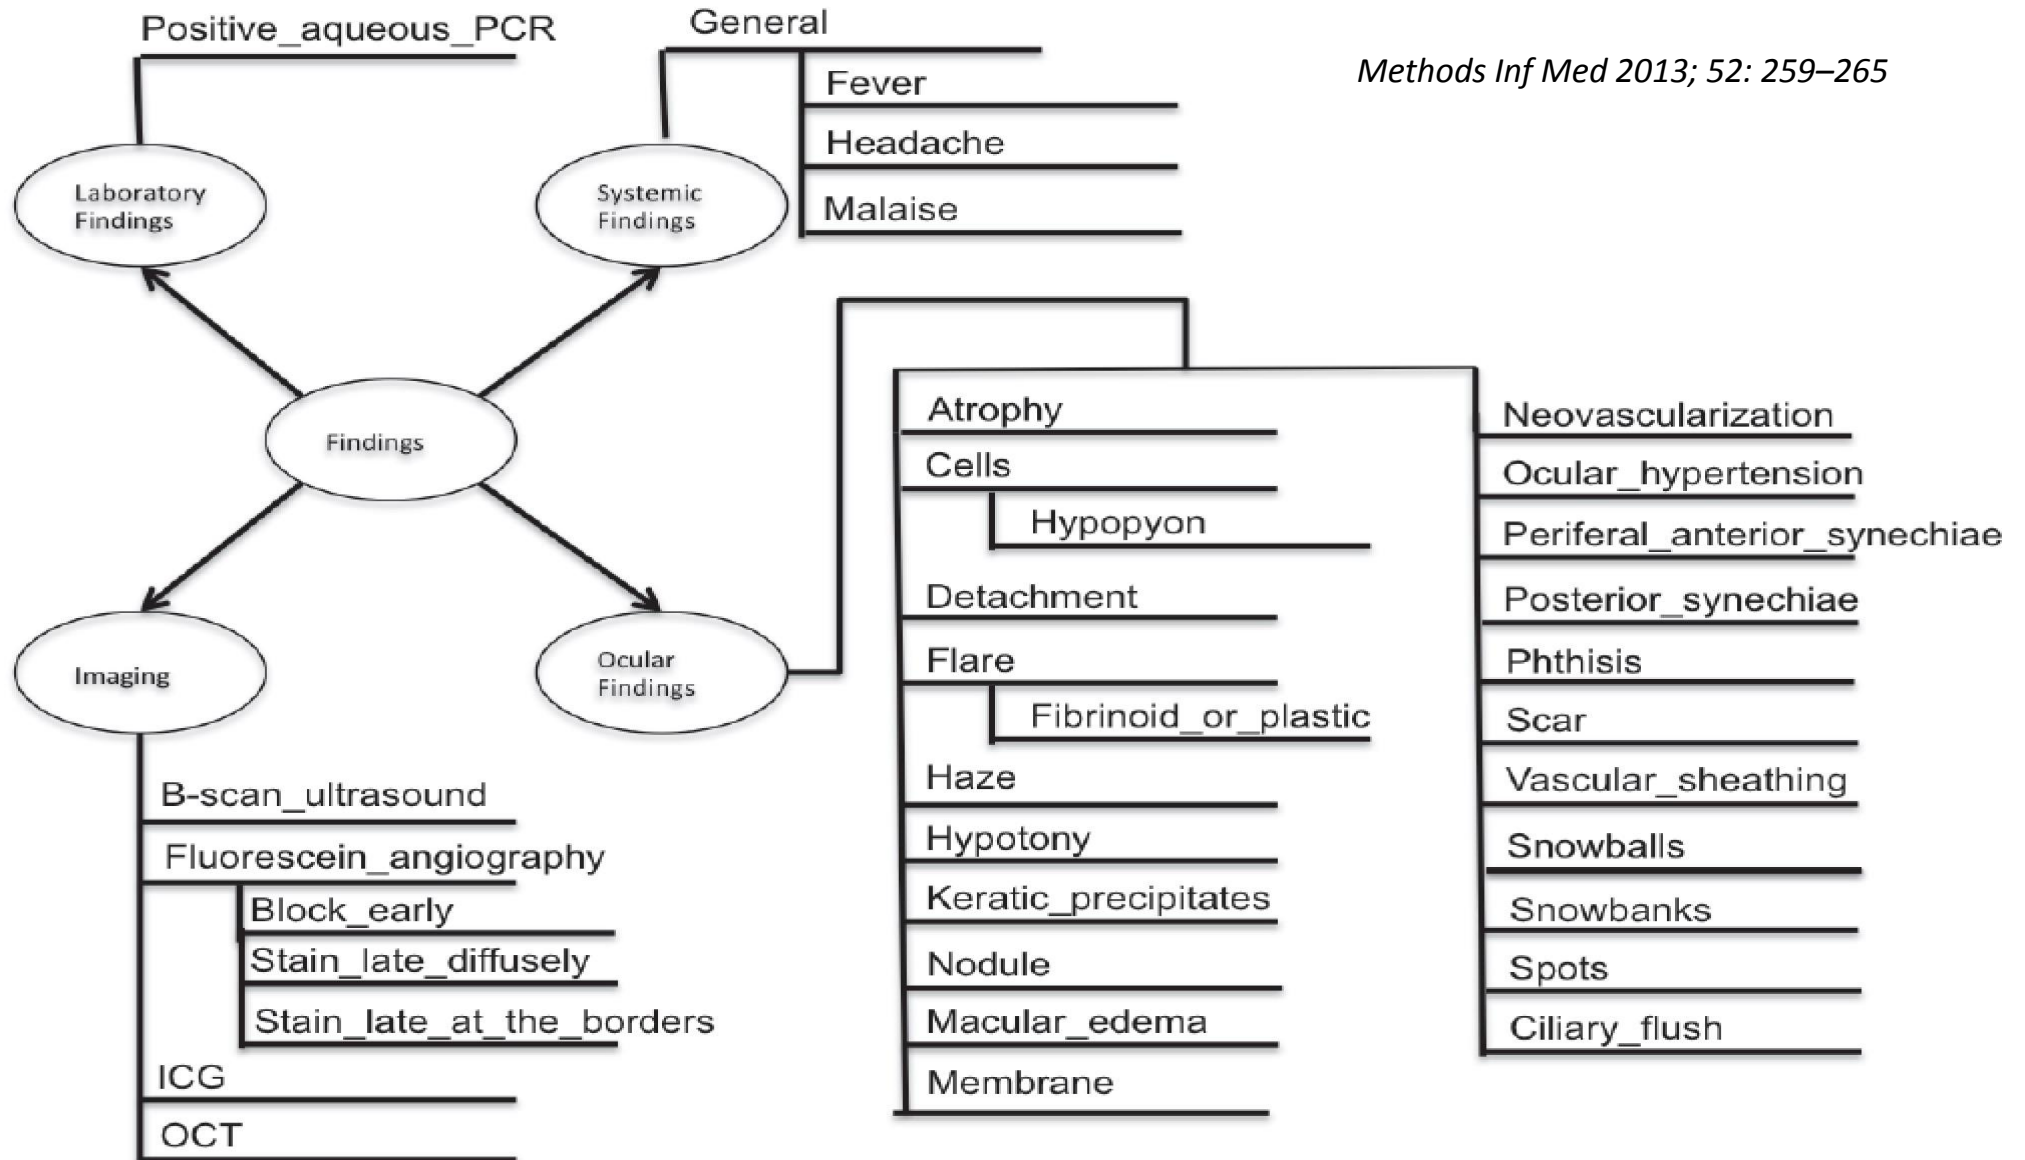 Positive_aqueous_PCR
General
Methods Inf Med 2013; 52: 259–265
Fever
Headache
Malaise
Laboratory
Findings
Systemic
Findings
Findings
Imaging
Ocular
Findings
B-scan_ultrasound
Fluorescein_angiography
Block_early
Stain_late_diffusely
Stain_late_at_the_borders
ICG
OCT
Atrophy
Cells
Hypopyon
Detachment
Flare
Fibrinoid_or_plastic
Haze
Hypotony
Keratic_precipitates
Nodule
Macular_edema
Membrane
Neovascularization
Ocular_hypertension
Periferal_anterior_synechiae
Posterior_synechiae
Phthisis
Scar
Vascular_sheathing
Snowballs
Snowbanks
Spots
Ciliary_flush